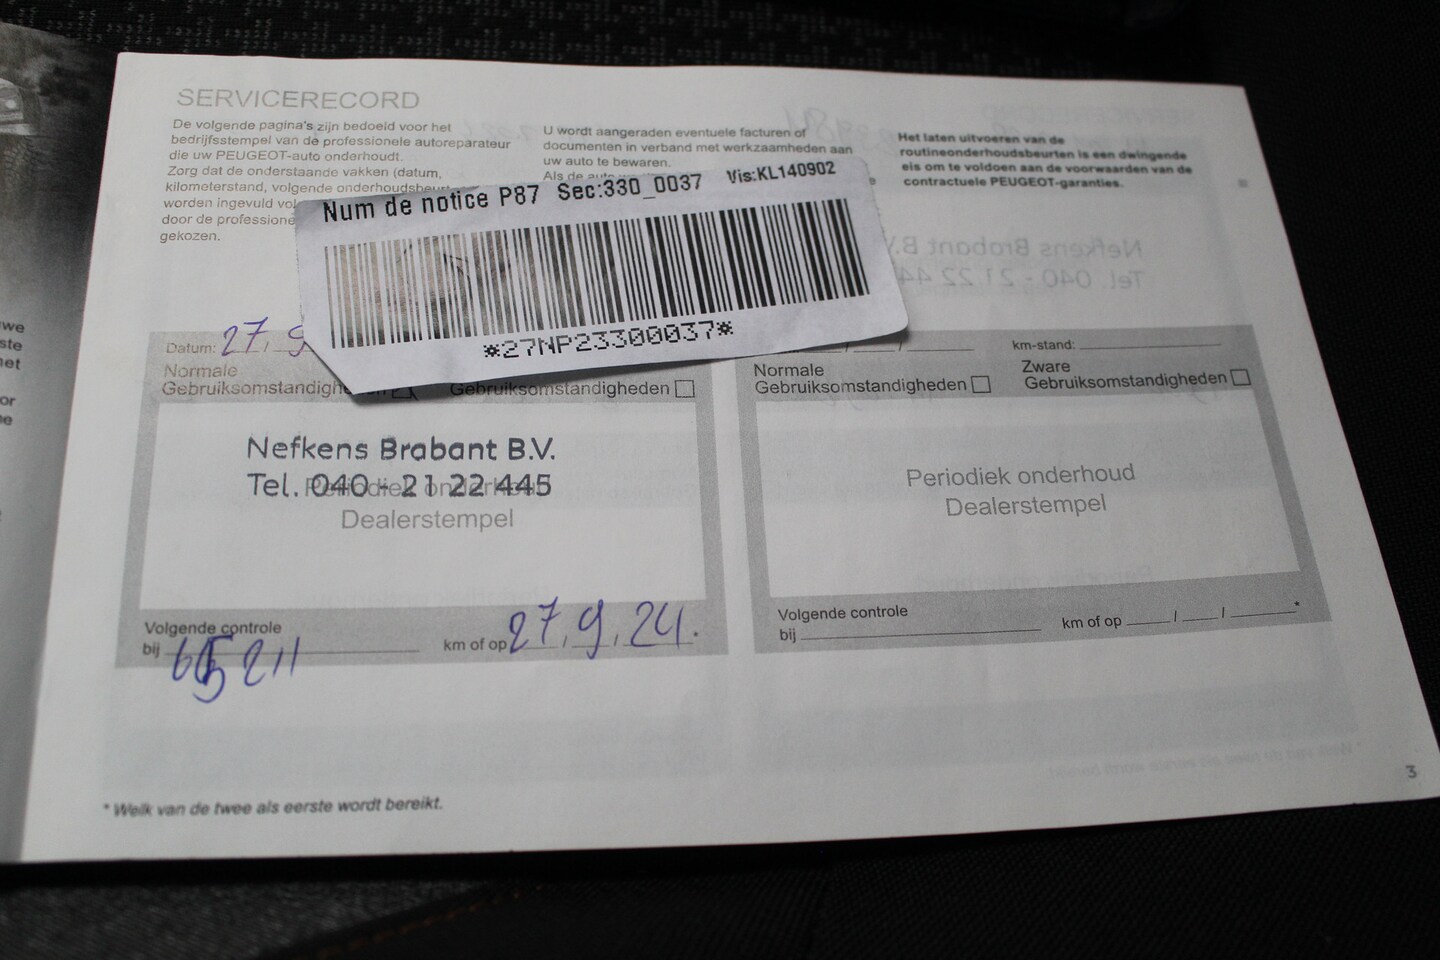 SERVICERECORD
De volgende pagina's zijn bedoeld voor het
bedrijfsstempel van de professionele autoreparateur
die uw PEUGEOT-auto onderhoudt.
Zorg dat de onderstaande vakken (datum,
kilometerstand, volgende
worden ingevuld
door de
gekozen.
U wordt aangeraden eventuele facturen of
documenten in verband met werkzaamheden aan
uw auto te bewaren.
Als de
Het laten uitvoeren van de
routineonderhoudsbeurten is een dwingende
eis om te voldoen aan de voorwaarden van de
contractuele PEUGEOT-garanties.
Num de notice P87 Sec:330_0037 Vis:KL140902
*27NP23300037*
Datum: 27, 9
Normale
Gebruiksomstandigh
Gebruiksomstandigheden
Nefkens Brabant B.V.
Tel. 040 - 21 22 445
Periodiek onderhoud
Dealerstempel
Volgende controle
bij 65211 km of op 27, 9, 24.
km-stand:
Normale
Gebruiksomstandigheden
Zware
Gebruiksomstandigheden
Periodiek onderhoud
Dealerstempel
Volgende controle
bij km of op / / *
* Welk van de twee als eerste wordt bereikt.
3